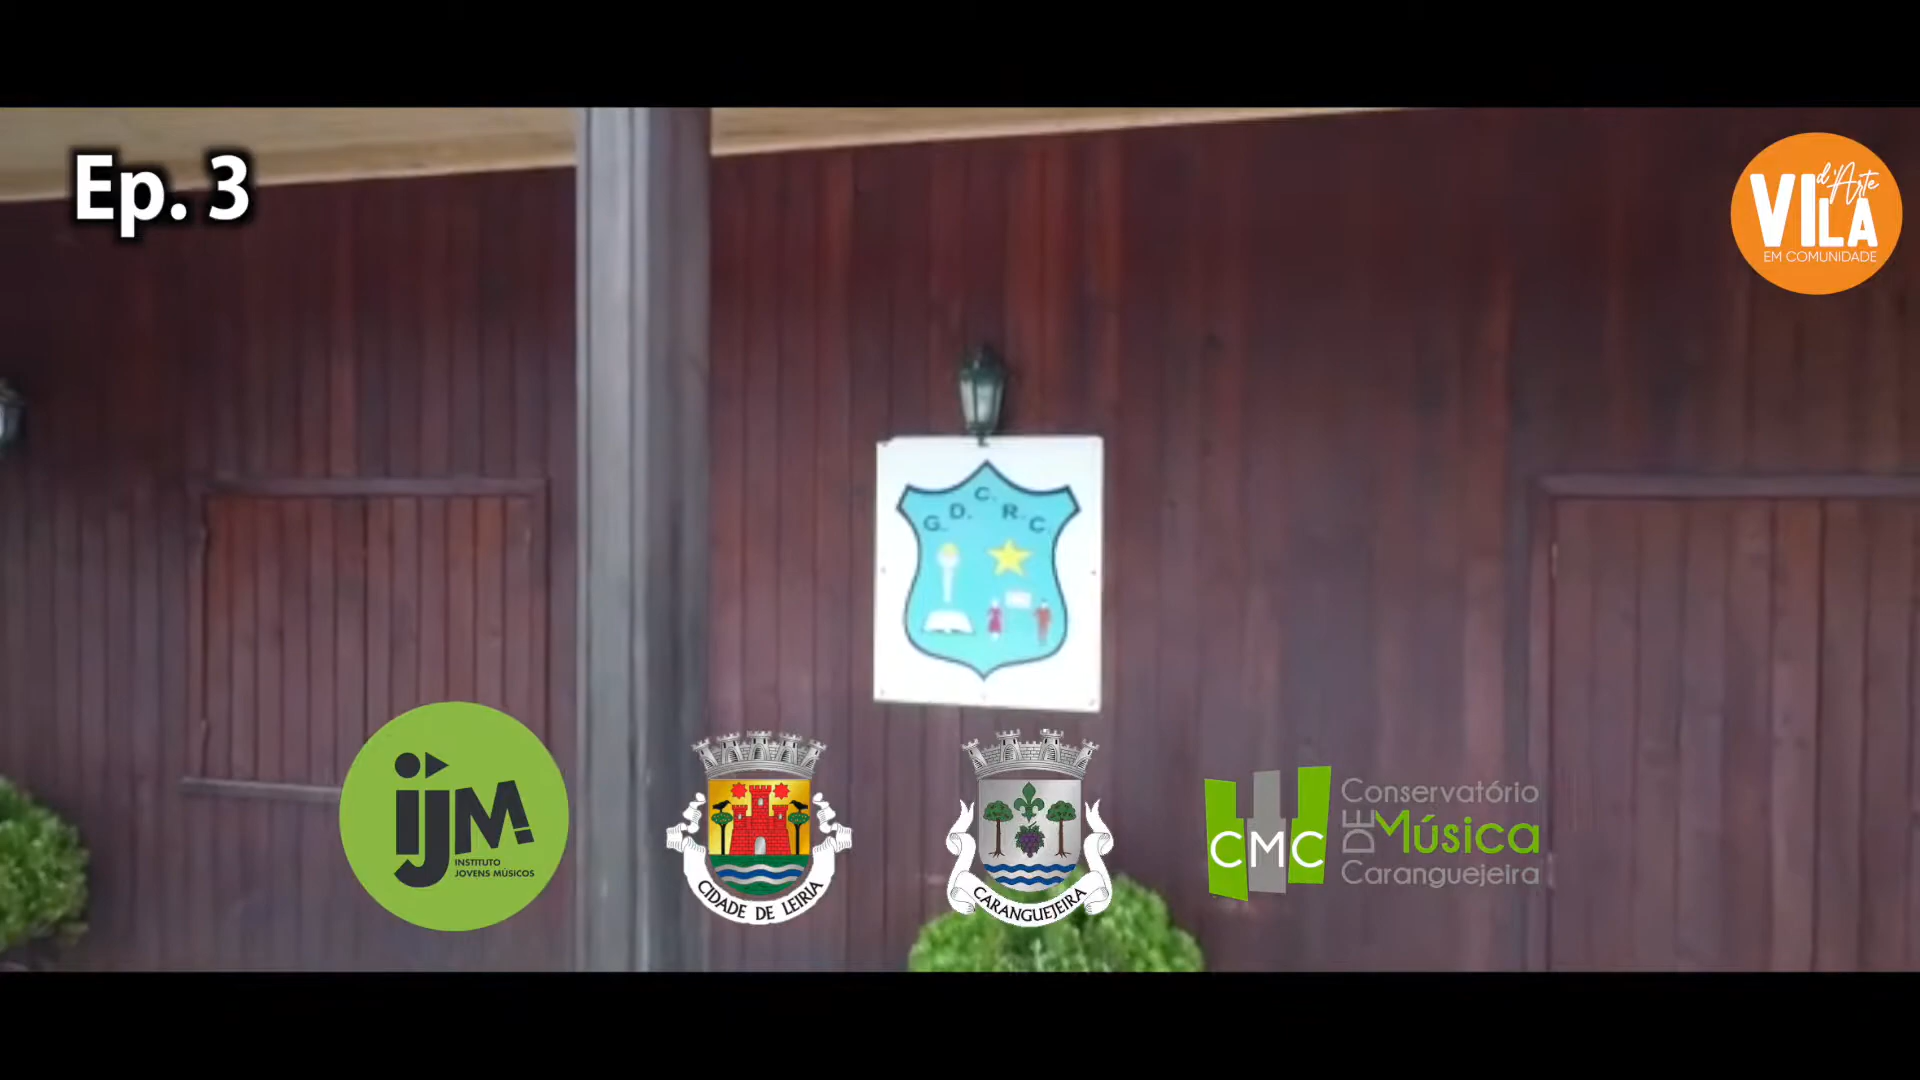 Ep. 3
d'Arte
VILA
EM COMUNIDADE
C.
D. R.
G. C.
iJM
INSTITUTO
JOVENS MÚSICOS
CIDADE DE LEIRIA
CARANGUEJEIRA
CMC
Conservatório
DE Música
Caranguejeira